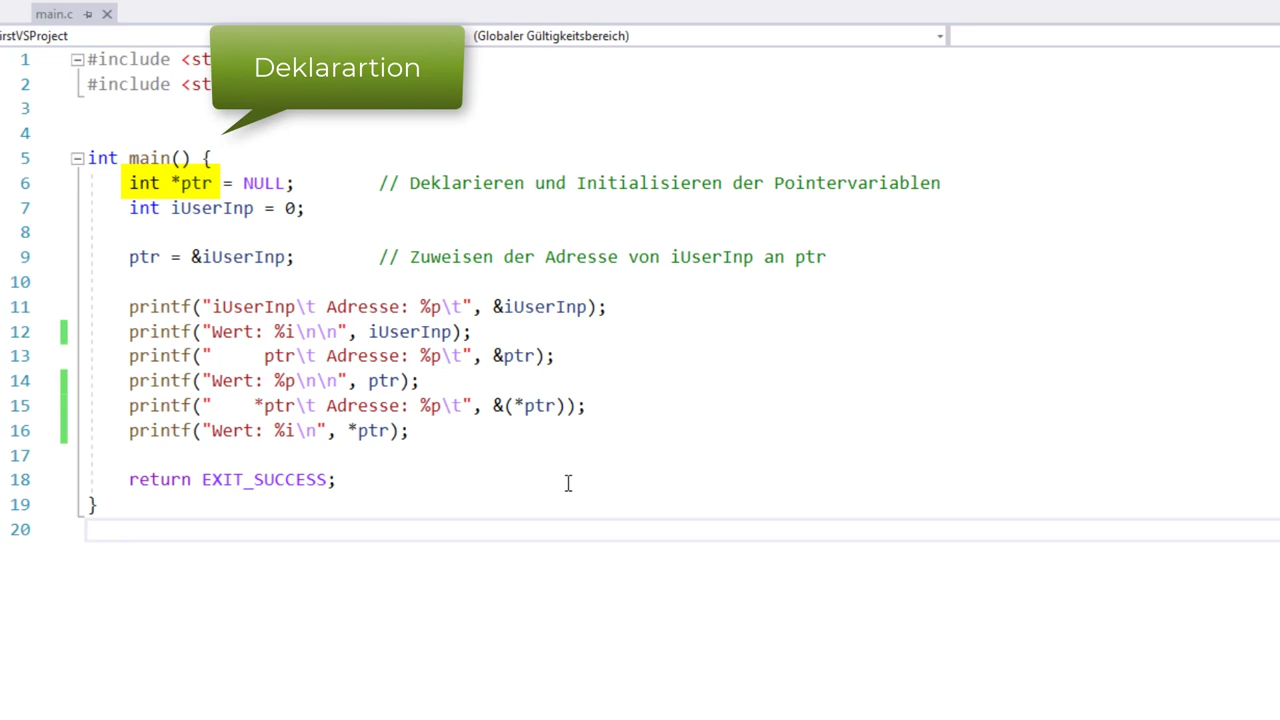 main.c
irstVSProject
(Globaler Gültigkeitsbereich)
Deklarartion
1 #include <st
2 #include <st
3
4
5 int main() {
6 int *ptr = NULL; // Deklarieren und Initialisieren der Pointervariablen
7 int iUserInp = 0;
8
9 ptr = &iUserInp; // Zuweisen der Adresse von iUserInp an ptr
10
11 printf("iUserInp\t Adresse: %p\t", &iUserInp);
12 printf("Wert: %i\n\n", iUserInp);
13 printf("     ptr\t Adresse: %p\t", &ptr);
14 printf("Wert: %p\n\n", ptr);
15 printf("    *ptr\t Adresse: %p\t", &(*ptr));
16 printf("Wert: %i\n", *ptr);
17
18 return EXIT_SUCCESS;
19 }
20